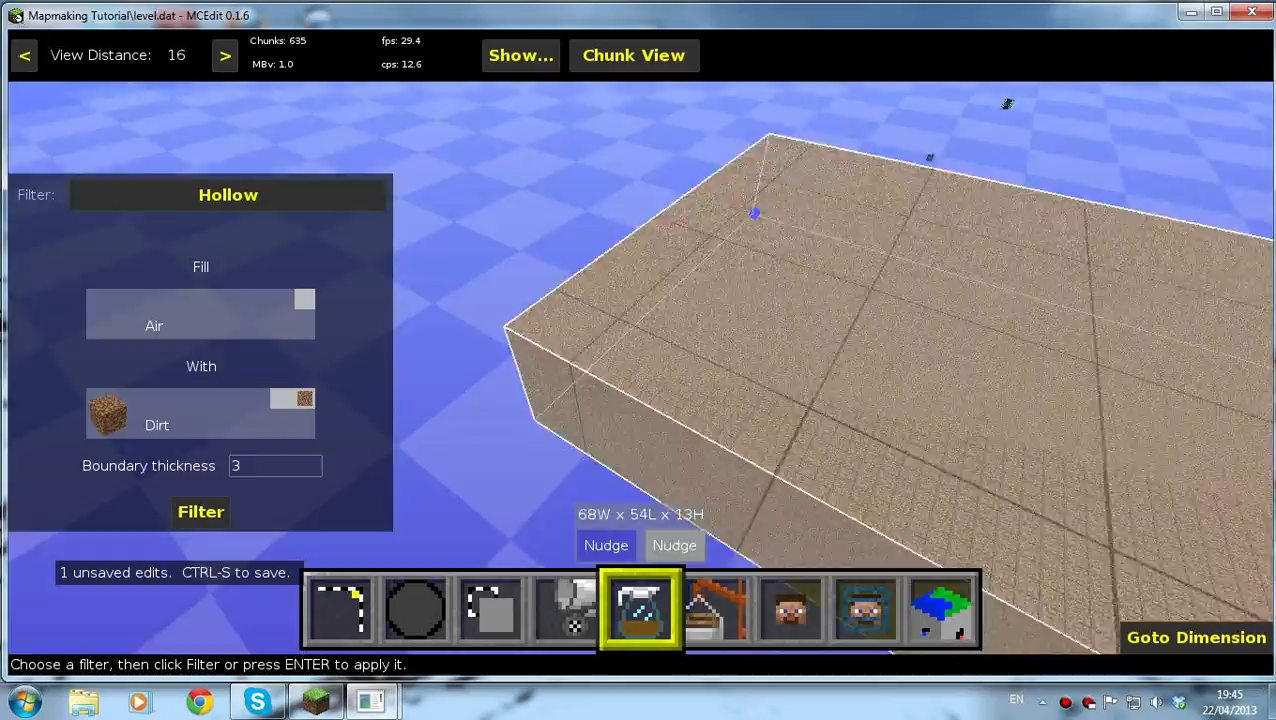 Mapmaking Tutorial\level.dat - MCEdit 0.1.6
< View Distance: 16 > Chunks: 635 fps: 29.4 Show... Chunk View
MBv: 1.0 cps: 12.6
Filter: Hollow
Fill
Air
With
Dirt
Boundary thickness 3
Filter
68W x 54L x 13H
Nudge Nudge
1 unsaved edits. CTRL-S to save.
Goto Dimension
Choose a filter, then click Filter or press ENTER to apply it.
EN 19:45
22/04/2013